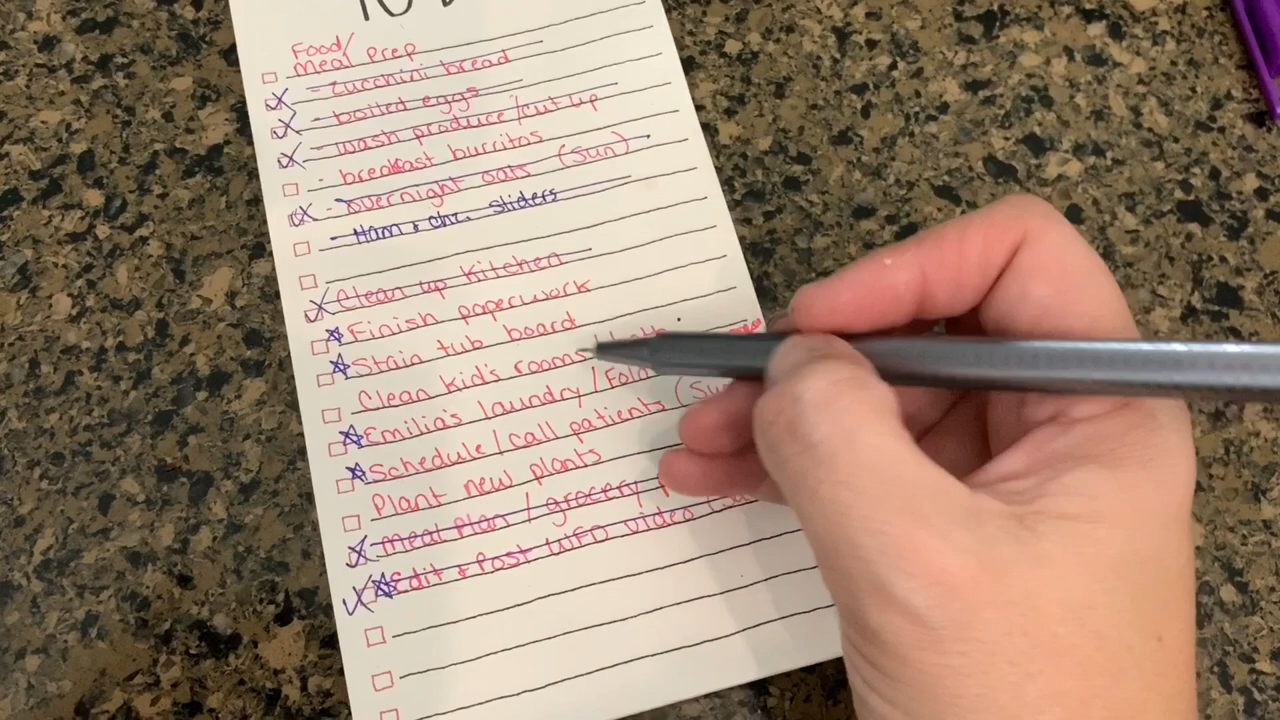 Food/
Meal prep
- zucchini bread
- boiled eggs
- wash produce/cut up
- breakfast burritos
- overnight oats (Sun)
- Ham & chz. sliders
Clean up kitchen
Finish paperwork
Stain tub board
Clean kid's rooms
Emilia's laundry/Fold
Schedule/call patients (Su
Plant new plants
Meal Plan / grocery
Edit & Post WIFD video